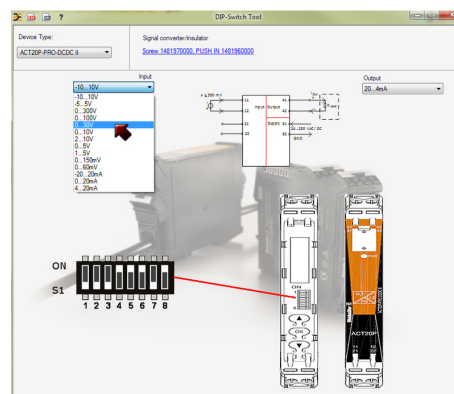 ?
DIP-Switch Tool
Device Type:
ACT20P-PRO-DCDC II
Signal converter/insulator
Screw 1481970000, PUSH IN 1481960000
Input
-10...10V
-10...10V
-5...5V
0...300V
0...100V
0...30V
0...10V
2...10V
0...5V
1...5V
0...150mV
0...60mV
-20...20mA
0...20mA
4...20mA
Output
20...4mA
Input
Output
Supply
GND
ON
S1
1 2 3 4 5 6 7 8
ON
OK
ACT20P